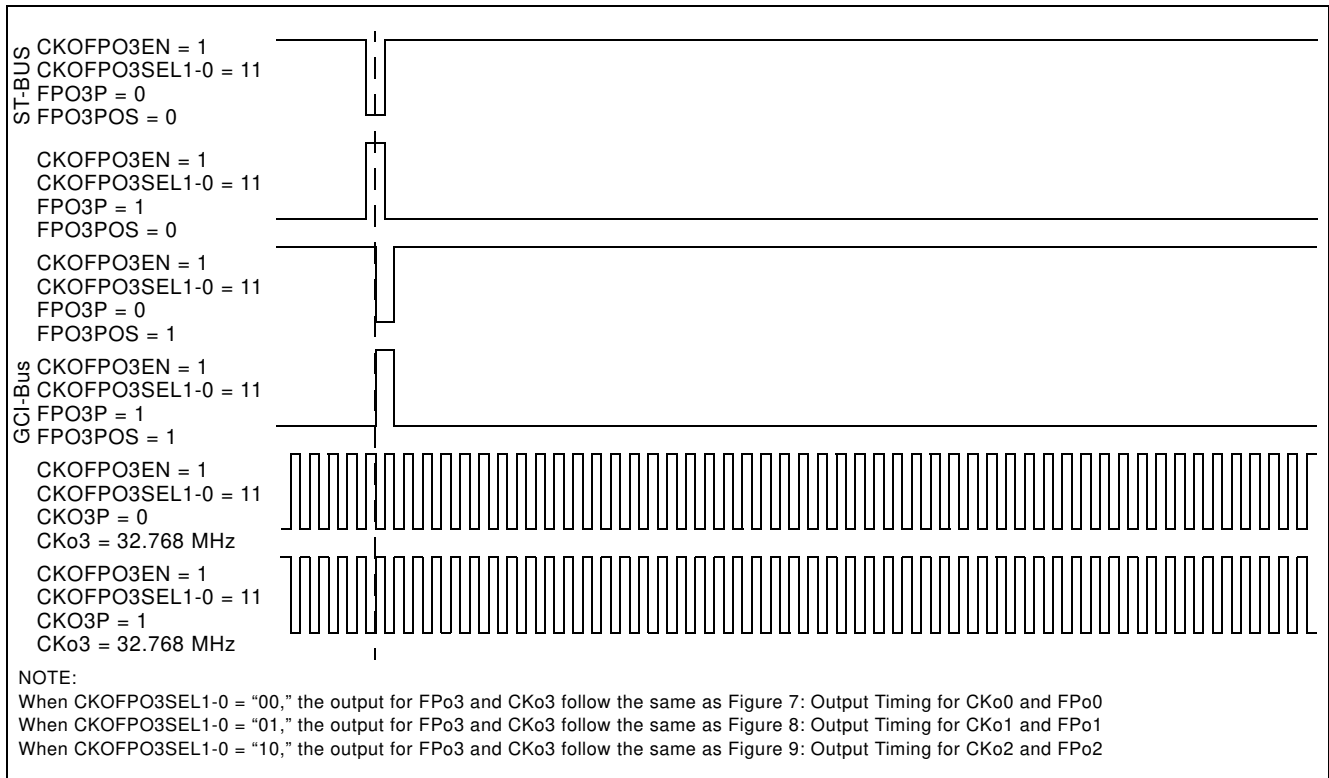 ST-BUS
CKOFPO3EN = 1
CKOFPO3SEL1-0 = 11
FPO3P = 0
FPO3POS = 0
CKOFPO3EN = 1
CKOFPO3SEL1-0 = 11
FPO3P = 1
FPO3POS = 0
CKOFPO3EN = 1
CKOFPO3SEL1-0 = 11
FPO3P = 0
FPO3POS = 1
GCI-Bus
CKOFPO3EN = 1
CKOFPO3SEL1-0 = 11
FPO3P = 1
FPO3POS = 1
CKOFPO3EN = 1
CKOFPO3SEL1-0 = 11
CKO3P = 0
CKo3 = 32.768 MHz
CKOFPO3EN = 1
CKOFPO3SEL1-0 = 11
CKO3P = 1
CKo3 = 32.768 MHz
NOTE:
When CKOFPO3SEL1-0 = “00,” the output for FPo3 and CKo3 follow the same as Figure 7: Output Timing for CKo0 and FPo0
When CKOFPO3SEL1-0 = “01,” the output for FPo3 and CKo3 follow the same as Figure 8: Output Timing for CKo1 and FPo1
When CKOFPO3SEL1-0 = “10,” the output for FPo3 and CKo3 follow the same as Figure 9: Output Timing for CKo2 and FPo2